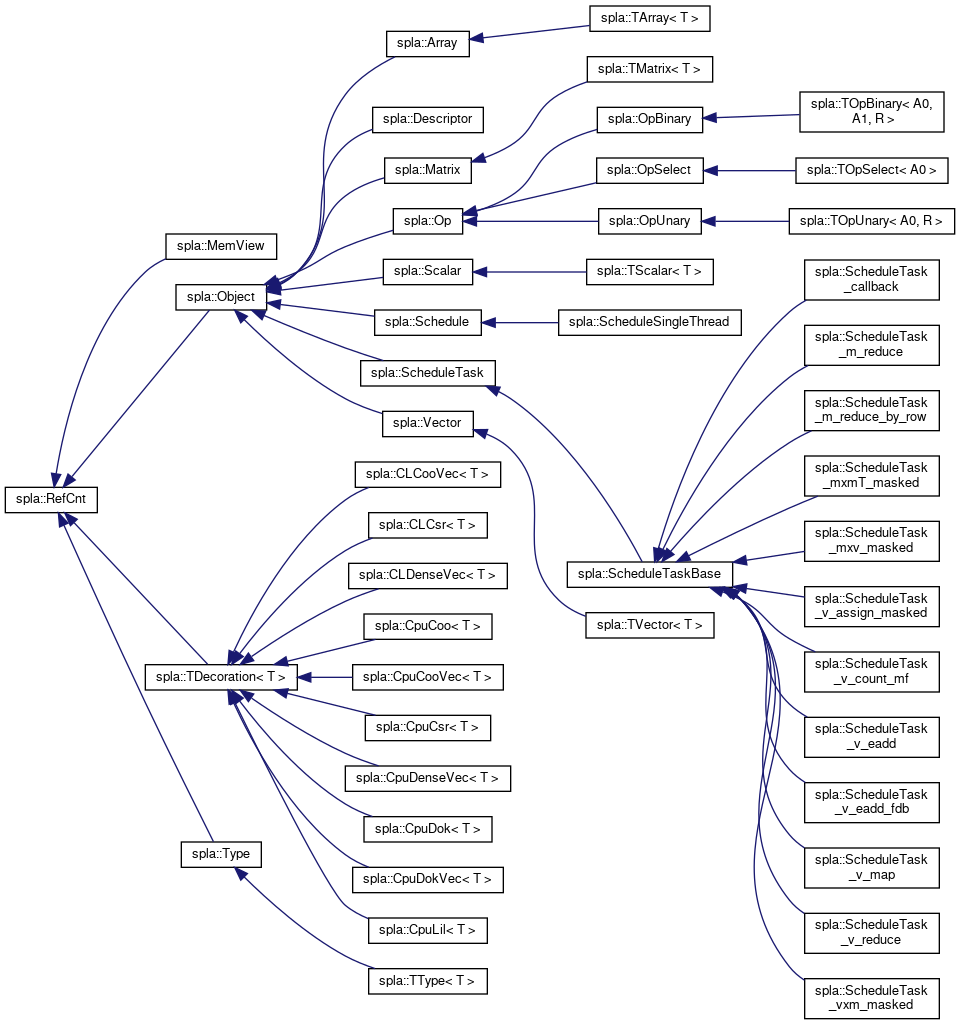 spla::TArray< T >
spla::Array
spla::TMatrix< T >
spla::TOpBinary< A0,
A1, R >
spla::Descriptor
spla::OpBinary
spla::Matrix
spla::OpSelect
spla::TOpSelect< A0 >
spla::Op
spla::OpUnary
spla::TOpUnary< A0, R >
spla::MemView
spla::Scalar
spla::TScalar< T >
spla::ScheduleTask
_callback
spla::Object
spla::Schedule
spla::ScheduleSingleThread
spla::ScheduleTask
_m_reduce
spla::ScheduleTask
spla::ScheduleTask
_m_reduce_by_row
spla::Vector
spla::CLCooVec< T >
spla::ScheduleTask
_mxmT_masked
spla::RefCnt
spla::CLCsr< T >
spla::ScheduleTask
_mxv_masked
spla::CLDenseVec< T >
spla::ScheduleTaskBase
spla::ScheduleTask
_v_assign_masked
spla::CpuCoo< T >
spla::TVector< T >
spla::TDecoration< T >
spla::CpuCooVec< T >
spla::ScheduleTask
_v_count_mf
spla::CpuCsr< T >
spla::ScheduleTask
_v_eadd
spla::CpuDenseVec< T >
spla::ScheduleTask
_v_eadd_fdb
spla::CpuDok< T >
spla::Type
spla::ScheduleTask
_v_map
spla::CpuDokVec< T >
spla::CpuLil< T >
spla::ScheduleTask
_v_reduce
spla::TType< T >
spla::ScheduleTask
_vxm_masked